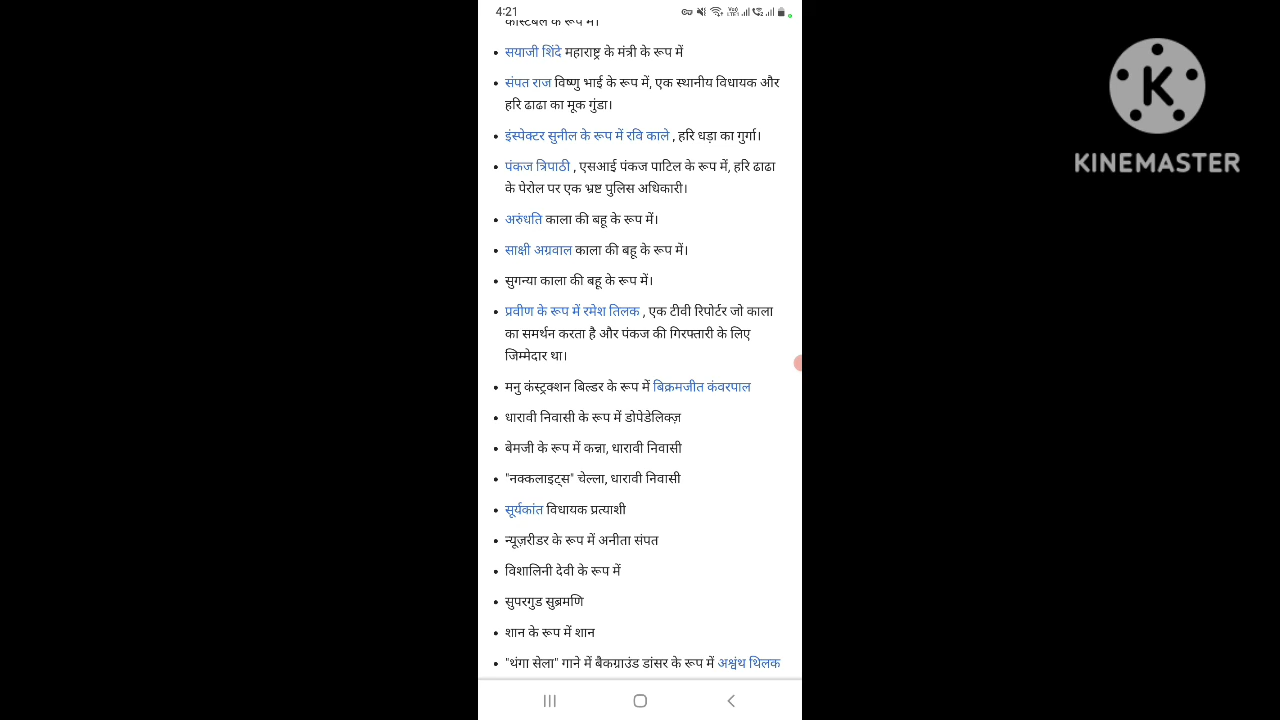 4:21
कांस्टेबल के रूप में।
सयाजी शिंदे महाराष्ट्र के मंत्री के रूप में
संपत राज विष्णु भाई के रूप में, एक स्थानीय विधायक और
हरि ढाढा का मूक गुंडा।
इंस्पेक्टर सुनील के रूप में रवि काले , हरि धड़ा का गुर्गा।
पंकज त्रिपाठी , एसआई पंकज पाटिल के रूप में, हरि ढाढा
के पेरोल पर एक भ्रष्ट पुलिस अधिकारी।
अरुंधति काला की बहू के रूप में।
साक्षी अग्रवाल काला की बहू के रूप में।
सुगन्या काला की बहू के रूप में।
प्रवीण के रूप में रमेश तिलक , एक टीवी रिपोर्टर जो काला
का समर्थन करता है और पंकज की गिरफ्तारी के लिए
जिम्मेदार था।
मनु कंस्ट्रक्शन बिल्डर के रूप में बिक्रमजीत कंवरपाल
धारावी निवासी के रूप में डोपेडेलिक्ज़
बेमजी के रूप में कन्ना, धारावी निवासी
"नक्कलाइट्स" चेल्ला, धारावी निवासी
सूर्यकांत विधायक प्रत्याशी
न्यूज़रीडर के रूप में अनीता संपत
विशालिनी देवी के रूप में
सुपरगुड सुब्रमणि
शान के रूप में शान
"थंगा सेला" गाने में बैकग्राउंड डांसर के रूप में अश्वंथ थिलक
K
KINEMASTER